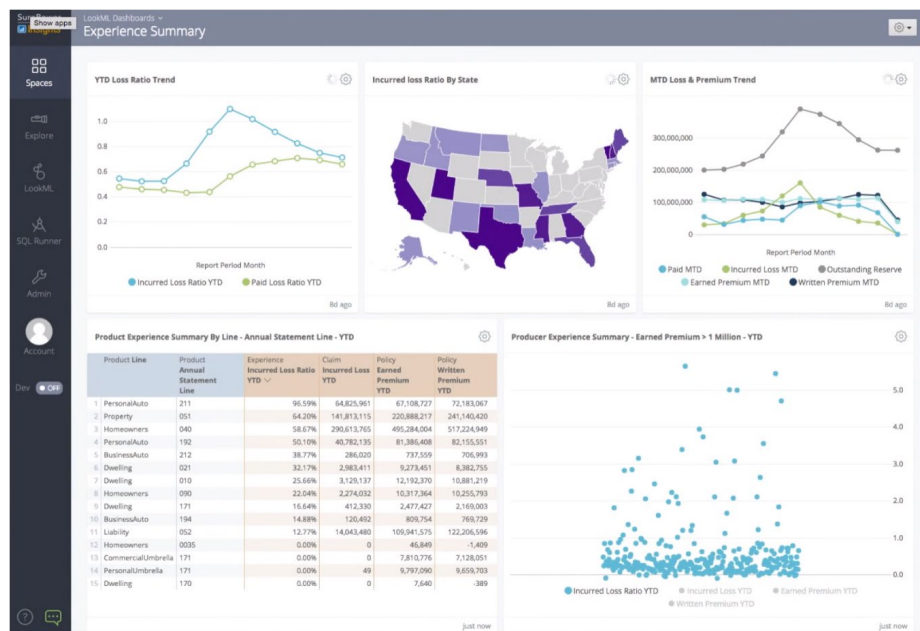 Show apps
Insights
LookML Dashboards
Experience Summary
Spaces
Explore
LookML
SQL Runner
Admin
Account
Dev OFF
YTD Loss Ratio Trend
1.0
0.8
0.6
0.4
0.2
0.0
Report Period Month
Incurred Loss Ratio YTD Paid Loss Ratio YTD
8d ago
Incurred loss Ratio By State
8d ago
MTD Loss & Premium Trend
300,000,000
200,000,000
100,000,000
0
Report Period Month
Paid MTD Incurred Loss MTD Outstanding Reserve
Earned Premium MTD Written Premium MTD
8d ago
Product Experience Summary By Line - Annual Statement Line - YTD
Product Line Product Experience Claim Policy Policy
Annual Incurred Loss Ratio Incurred Loss Earned Written
Statement YTD YTD Premium Premium
Line YTD YTD
1 PersonalAuto 211 96.59% 64,825,961 67,108,727 72,183,067
2 Property 051 64.20% 141,813,115 220,888,217 241,140,420
3 Homeowners 040 58.67% 290,613,765 495,284,004 517,224,949
4 PersonalAuto 192 50.10% 40,782,135 81,386,408 82,155,551
5 BusinessAuto 212 38.77% 286,020 737,559 706,993
6 Dwelling 021 32.17% 2,983,411 9,273,451 8,382,755
7 Dwelling 010 25.66% 3,129,137 12,192,370 10,881,219
8 Homeowners 090 22.04% 2,274,032 10,317,364 10,255,793
9 Dwelling 171 16.64% 412,330 2,477,427 2,169,003
10 BusinessAuto 194 14.88% 120,492 809,754 769,729
11 Liability 052 12.77% 14,043,480 109,941,575 122,206,596
12 Homeowners 0035 0.00% 0 46,849 -1,409
13 CommercialUmbrella 171 0.00% 0 7,810,776 7,128,051
14 PersonalUmbrella 171 0.00% 49 9,797,090 9,659,703
15 Dwelling 170 0.00% 0 7,640 -389
just now
Producer Experience Summary - Earned Premium > 1 Million - YTD
5.0
4.0
3.0
2.0
1.0
0.0
Incurred Loss Ratio YTD Incurred Loss YTD Earned Premium YTD
Written Premium YTD
just now